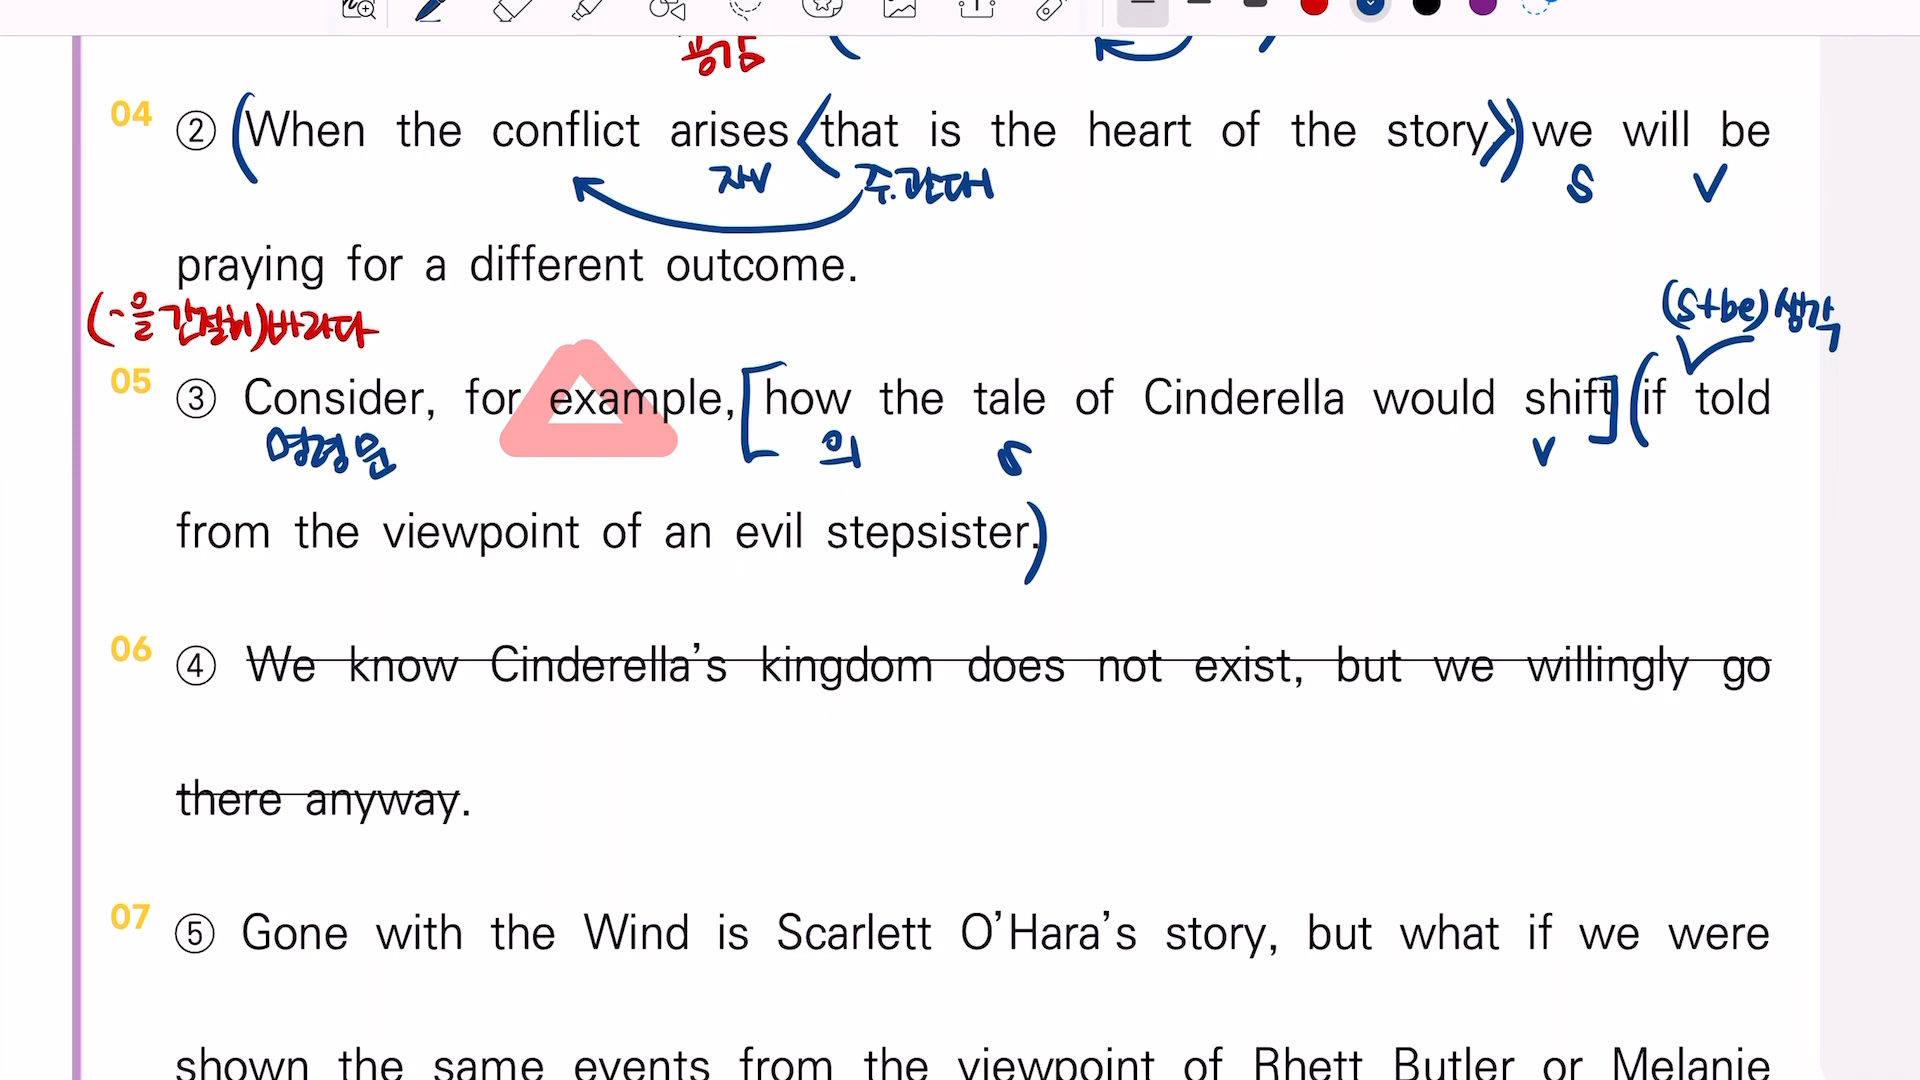 04 ② (When the conflict arises <that is the heart of the story>) we will be
자V 주.관대 S V
praying for a different outcome.
(~을 간절히)바라다
(S+be)생략
05 ③ Consider, for example, [how the tale of Cinderella would shift] (if told
명령문 의 S V
from the viewpoint of an evil stepsister.)
06 ④ We know Cinderella's kingdom does not exist, but we willingly go
there anyway.
07 ⑤ Gone with the Wind is Scarlett O'Hara's story, but what if we were
shown the same events from the viewpoint of Rhett Butler or Melanie